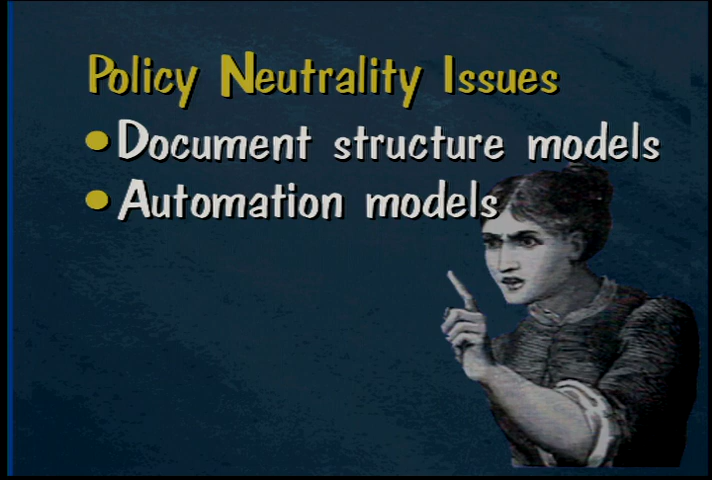 Policy Neutrality Issues
• Document structure models
• Automation models